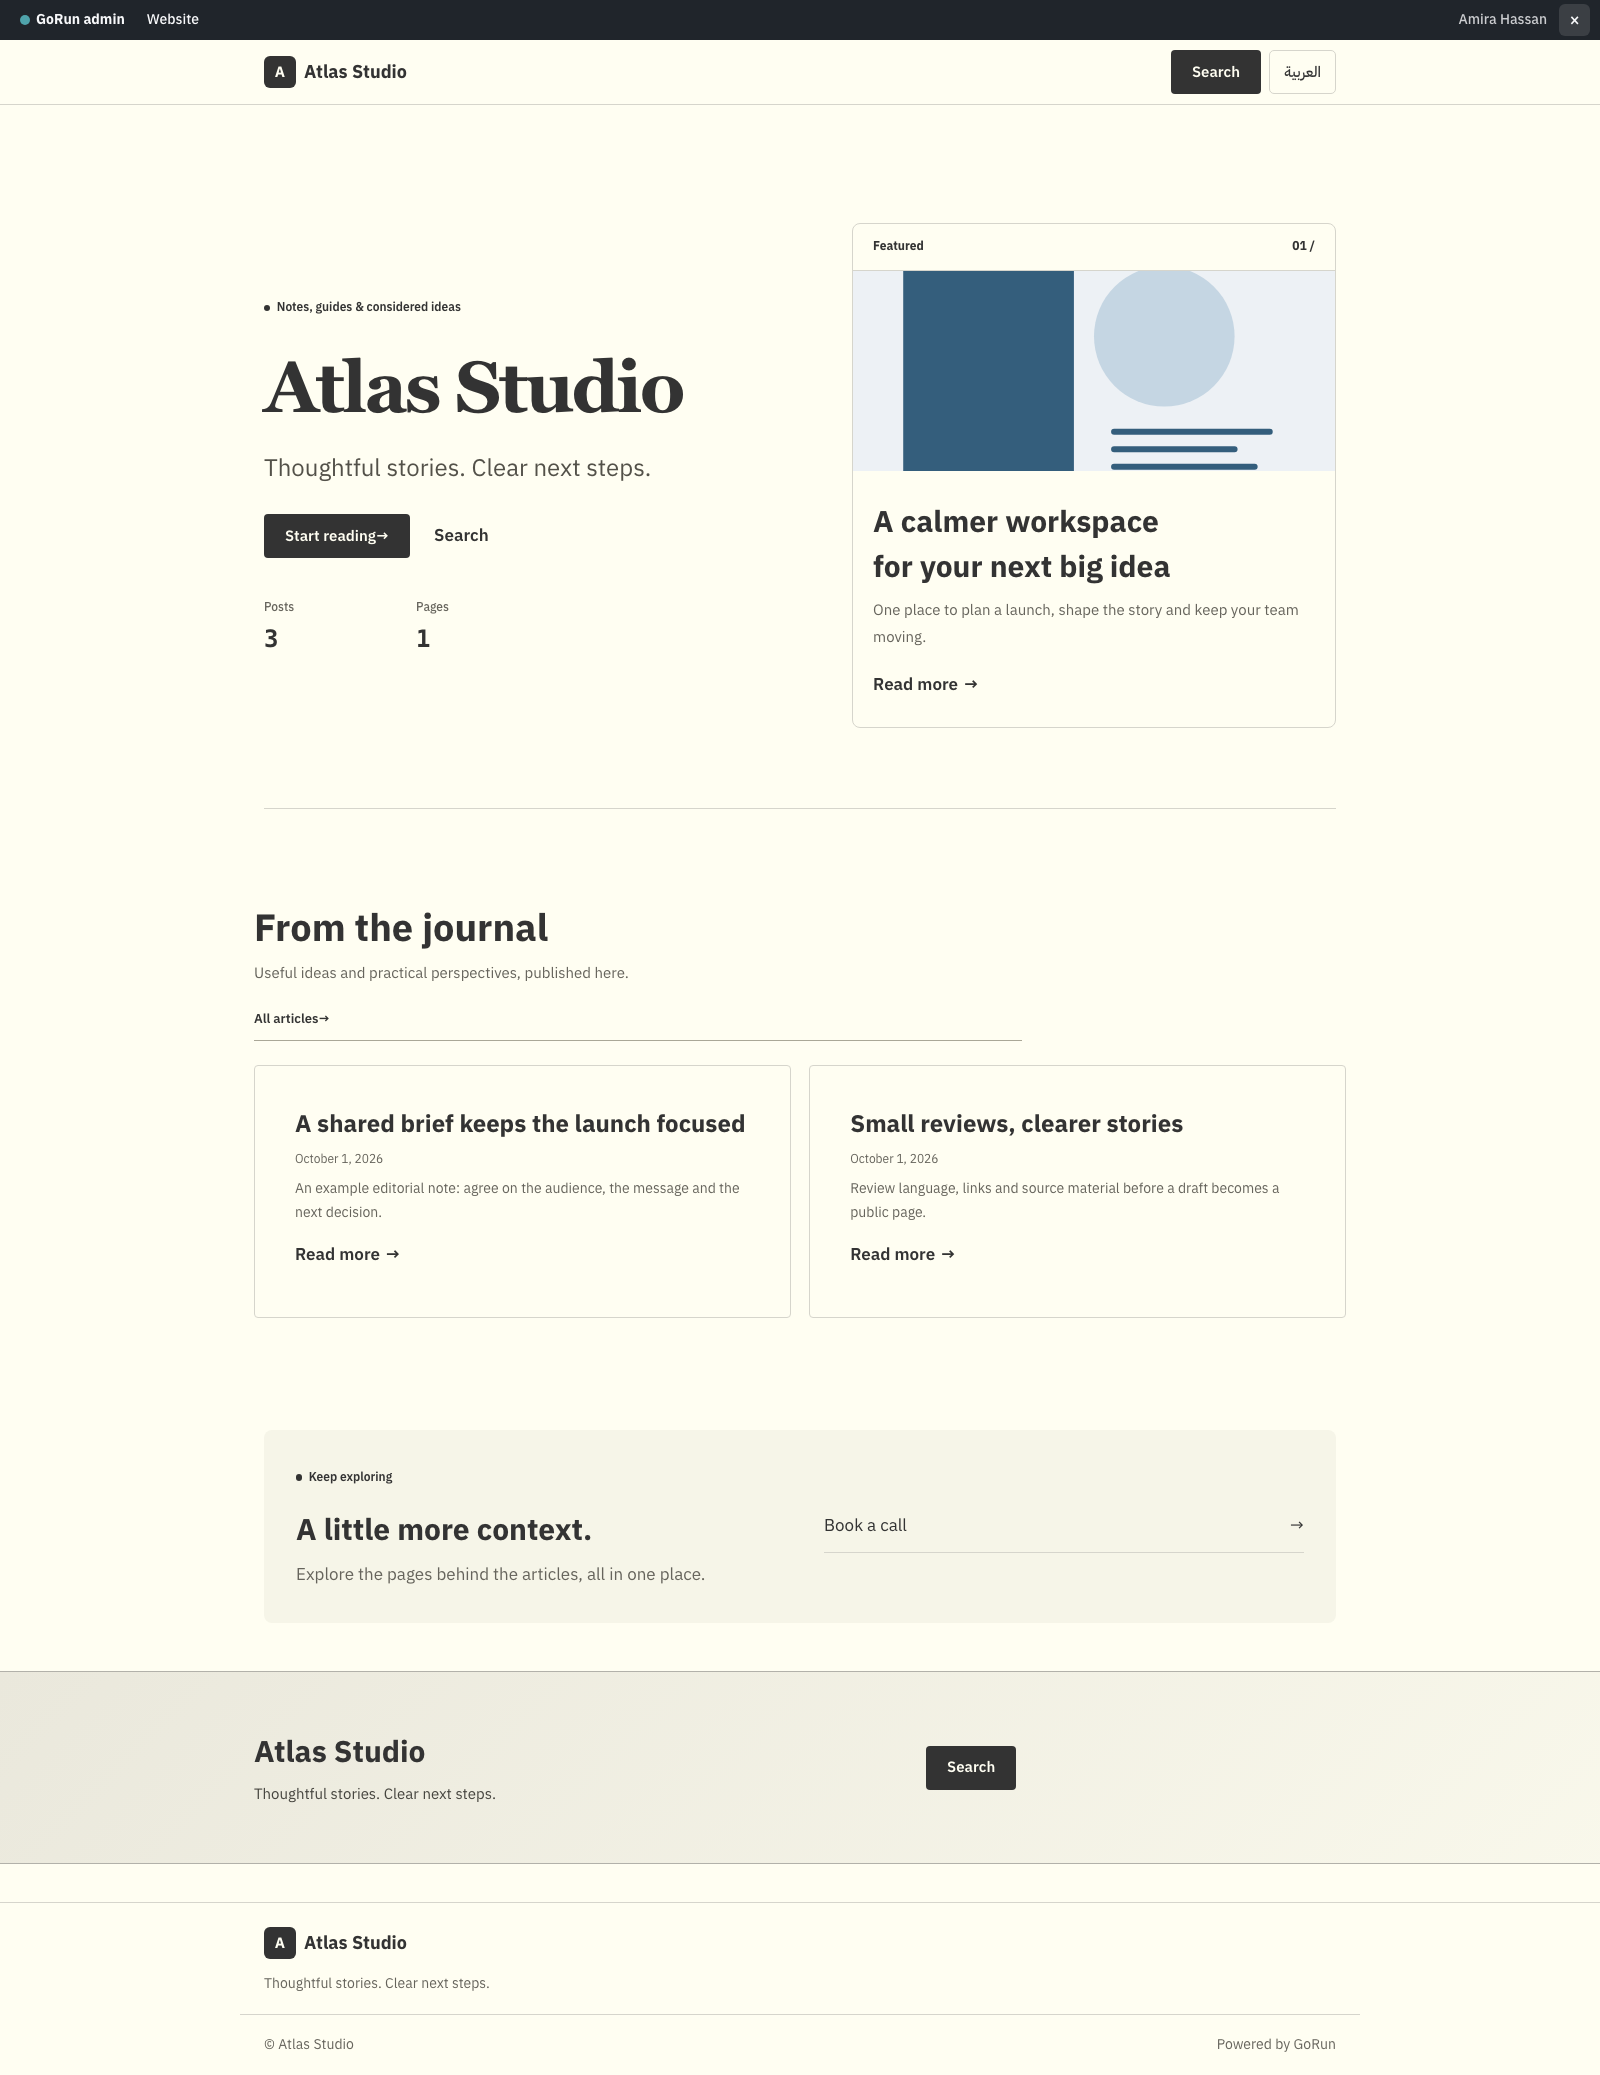 GoRun admin Website Amira Hassan ×
A Atlas Studio Search العربية
Featured 01 /
Notes, guides & considered ideas
Atlas Studio
Thoughtful stories. Clear next steps.
Start reading→ Search
Posts Pages
3 1
A calmer workspace
for your next big idea
One place to plan a launch, shape the story and keep your team
moving.
Read more →
From the journal
Useful ideas and practical perspectives, published here.
All articles→
A shared brief keeps the launch focused
October 1, 2026
An example editorial note: agree on the audience, the message and the
next decision.
Read more →
Small reviews, clearer stories
October 1, 2026
Review language, links and source material before a draft becomes a
public page.
Read more →
Keep exploring
A little more context.
Explore the pages behind the articles, all in one place.
Book a call →
Atlas Studio
Thoughtful stories. Clear next steps.
Search
A Atlas Studio
Thoughtful stories. Clear next steps.
© Atlas Studio Powered by GoRun